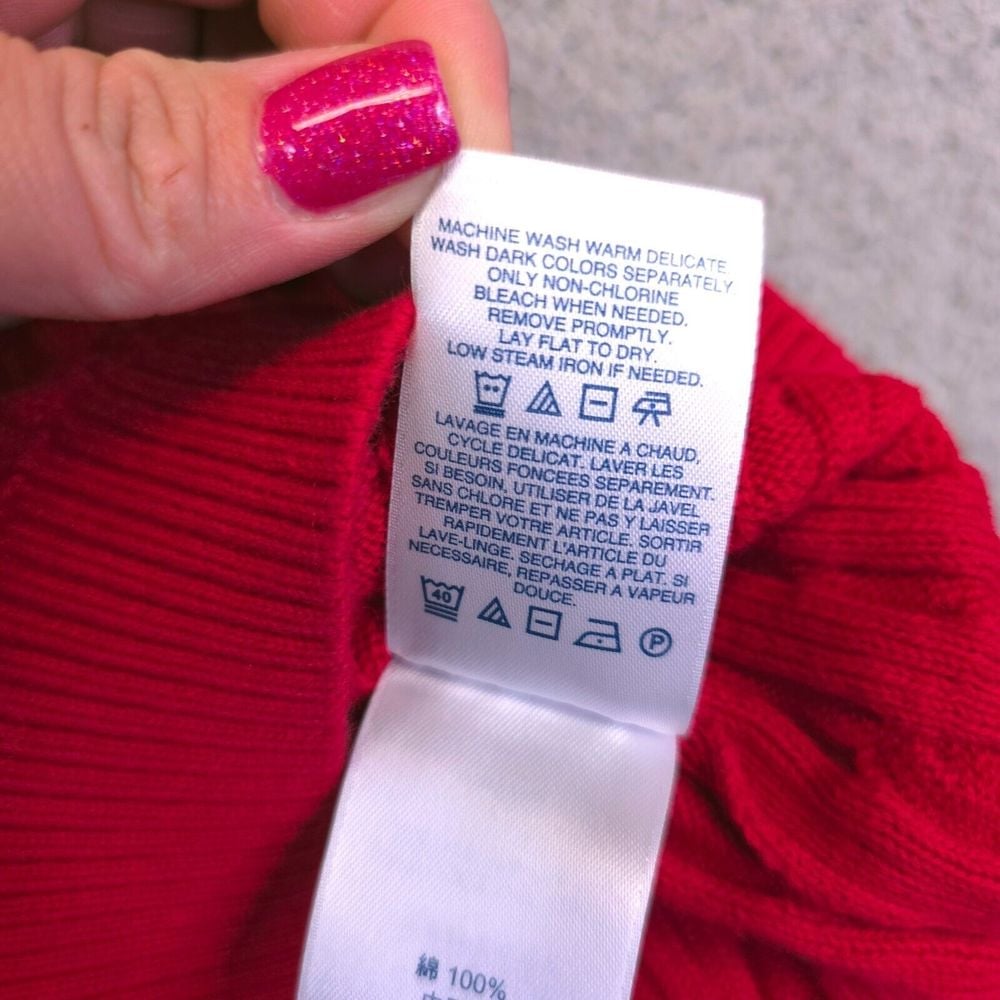 MACHINE WASH WARM DELICATE.
WASH DARK COLORS SEPARATELY.
ONLY NON-CHLORINE
BLEACH WHEN NEEDED.
REMOVE PROMPTLY.
LAY FLAT TO DRY.
LOW STEAM IRON IF NEEDED.
LAVAGE EN MACHINE A CHAUD,
CYCLE DELICAT. LAVER LES
COULEURS FONCEES SEPAREMENT.
SI BESOIN, UTILISER DE LA JAVEL
SANS CHLORE ET NE PAS Y LAISSER
TREMPER VOTRE ARTICLE. SORTIR
RAPIDEMENT L'ARTICLE DU
LAVE-LINGE. SECHAGE A PLAT. SI
NECESSAIRE, REPASSER A VAPEUR
DOUCE.
40 P
綿 100%